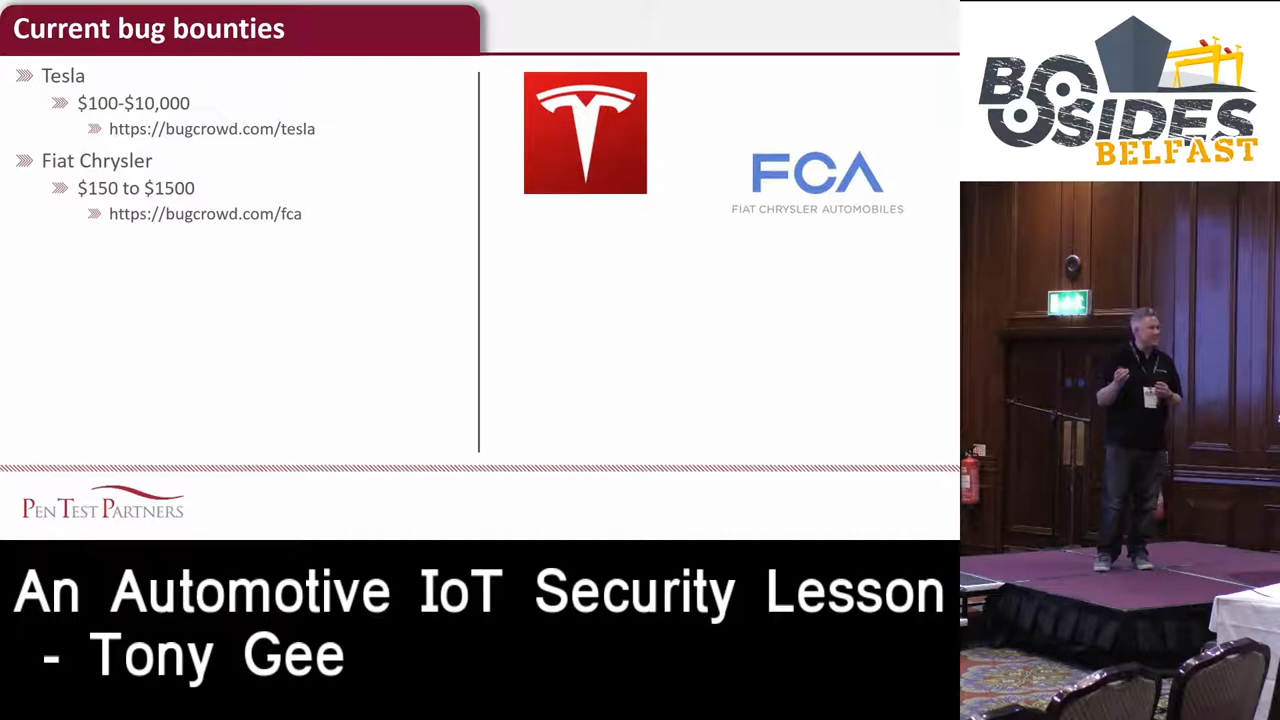 Current bug bounties
Tesla
$100-$10,000
https://bugcrowd.com/tesla
Fiat Chrysler
$150 to $1500
https://bugcrowd.com/fca
FCA
FIAT CHRYSLER AUTOMOBILES
BSIDES
BELFAST
PEN TEST PARTNERS
An Automotive IoT Security Lesson
- Tony Gee